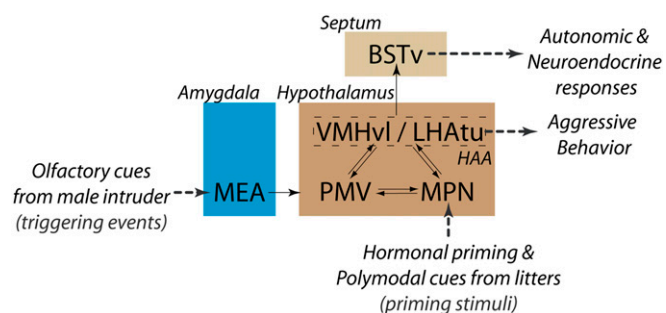 Septum
BSTv
Autonomic &
Neuroendocrine
responses
Amygdala
Hypothalamus
VMHvl / LHAtu
HAA
Aggressive
Behavior
Olfactory cues
from male intruder
(triggering events)
MEA
PMV
MPN
Hormonal priming &
Polymodal cues from litters
(priming stimuli)